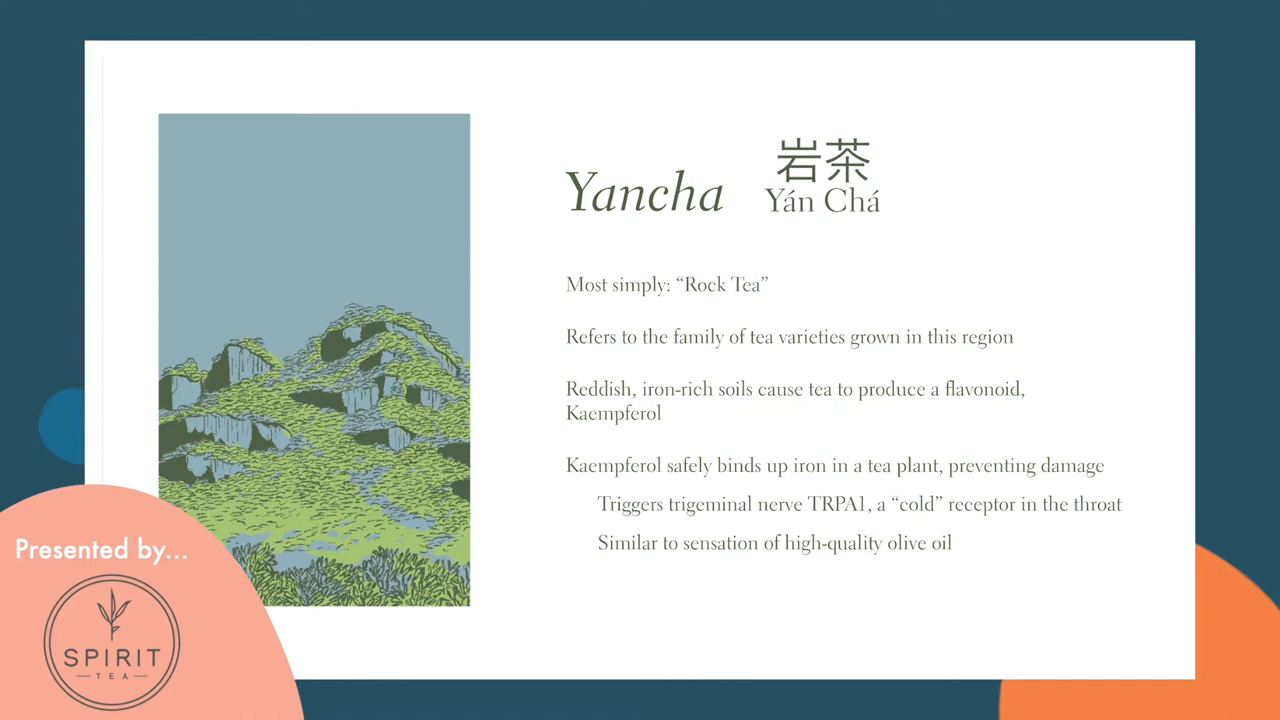 岩茶
Yancha
Yán Chá
Most simply: “Rock Tea”
Refers to the family of tea varieties grown in this region
Reddish, iron-rich soils cause tea to produce a flavonoid,
Kaempferol
Kaempferol safely binds up iron in a tea plant, preventing damage
Triggers trigeminal nerve TRPA1, a “cold” receptor in the throat
Similar to sensation of high-quality olive oil
Presented by...
SPIRIT
TEA